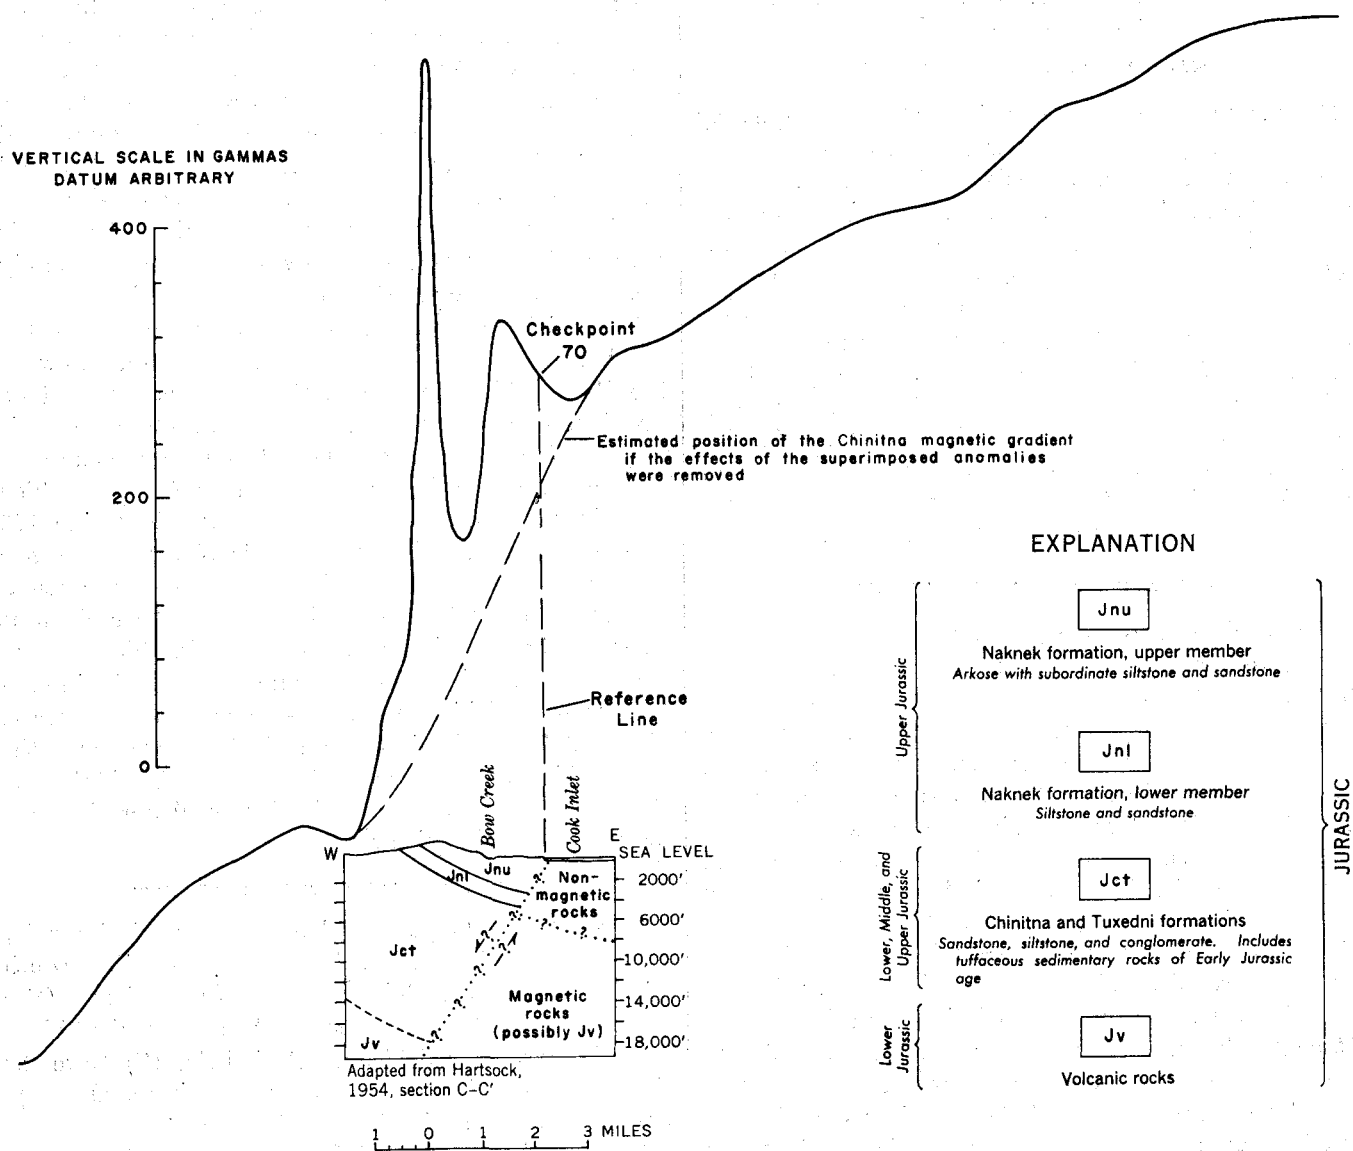 VERTICAL SCALE IN GAMMAS
DATUM ARBITRARY
400
200
0
Checkpoint
70
Estimated position of the Chinitna magnetic gradient
if the effects of the superimposed anomalies
were removed
Reference
Line
Bow Creek
Cook Inlet
W
E
SEA LEVEL
2000'
6000'
10,000'
14,000'
18,000'
Jnl
Jnu
Non-
magnetic
rocks
Jct
Jv
Magnetic
rocks
(possibly Jv)
?
?
?
?
?
?
?
?
?
Adapted from Hartsock,
1954, section C-C'
1 0 1 2 3 MILES
EXPLANATION
Jnu
Naknek formation, upper member
Arkose with subordinate siltstone and sandstone
Jnl
Naknek formation, lower member
Siltstone and sandstone
Upper Jurassic
Jct
Chinitna and Tuxedni formations
Sandstone, siltstone, and conglomerate. Includes
tuffaceous sedimentary rocks of Early Jurassic
age
Lower, Middle, and
Upper Jurassic
Jv
Volcanic rocks
Lower
Jurassic
JURASSIC